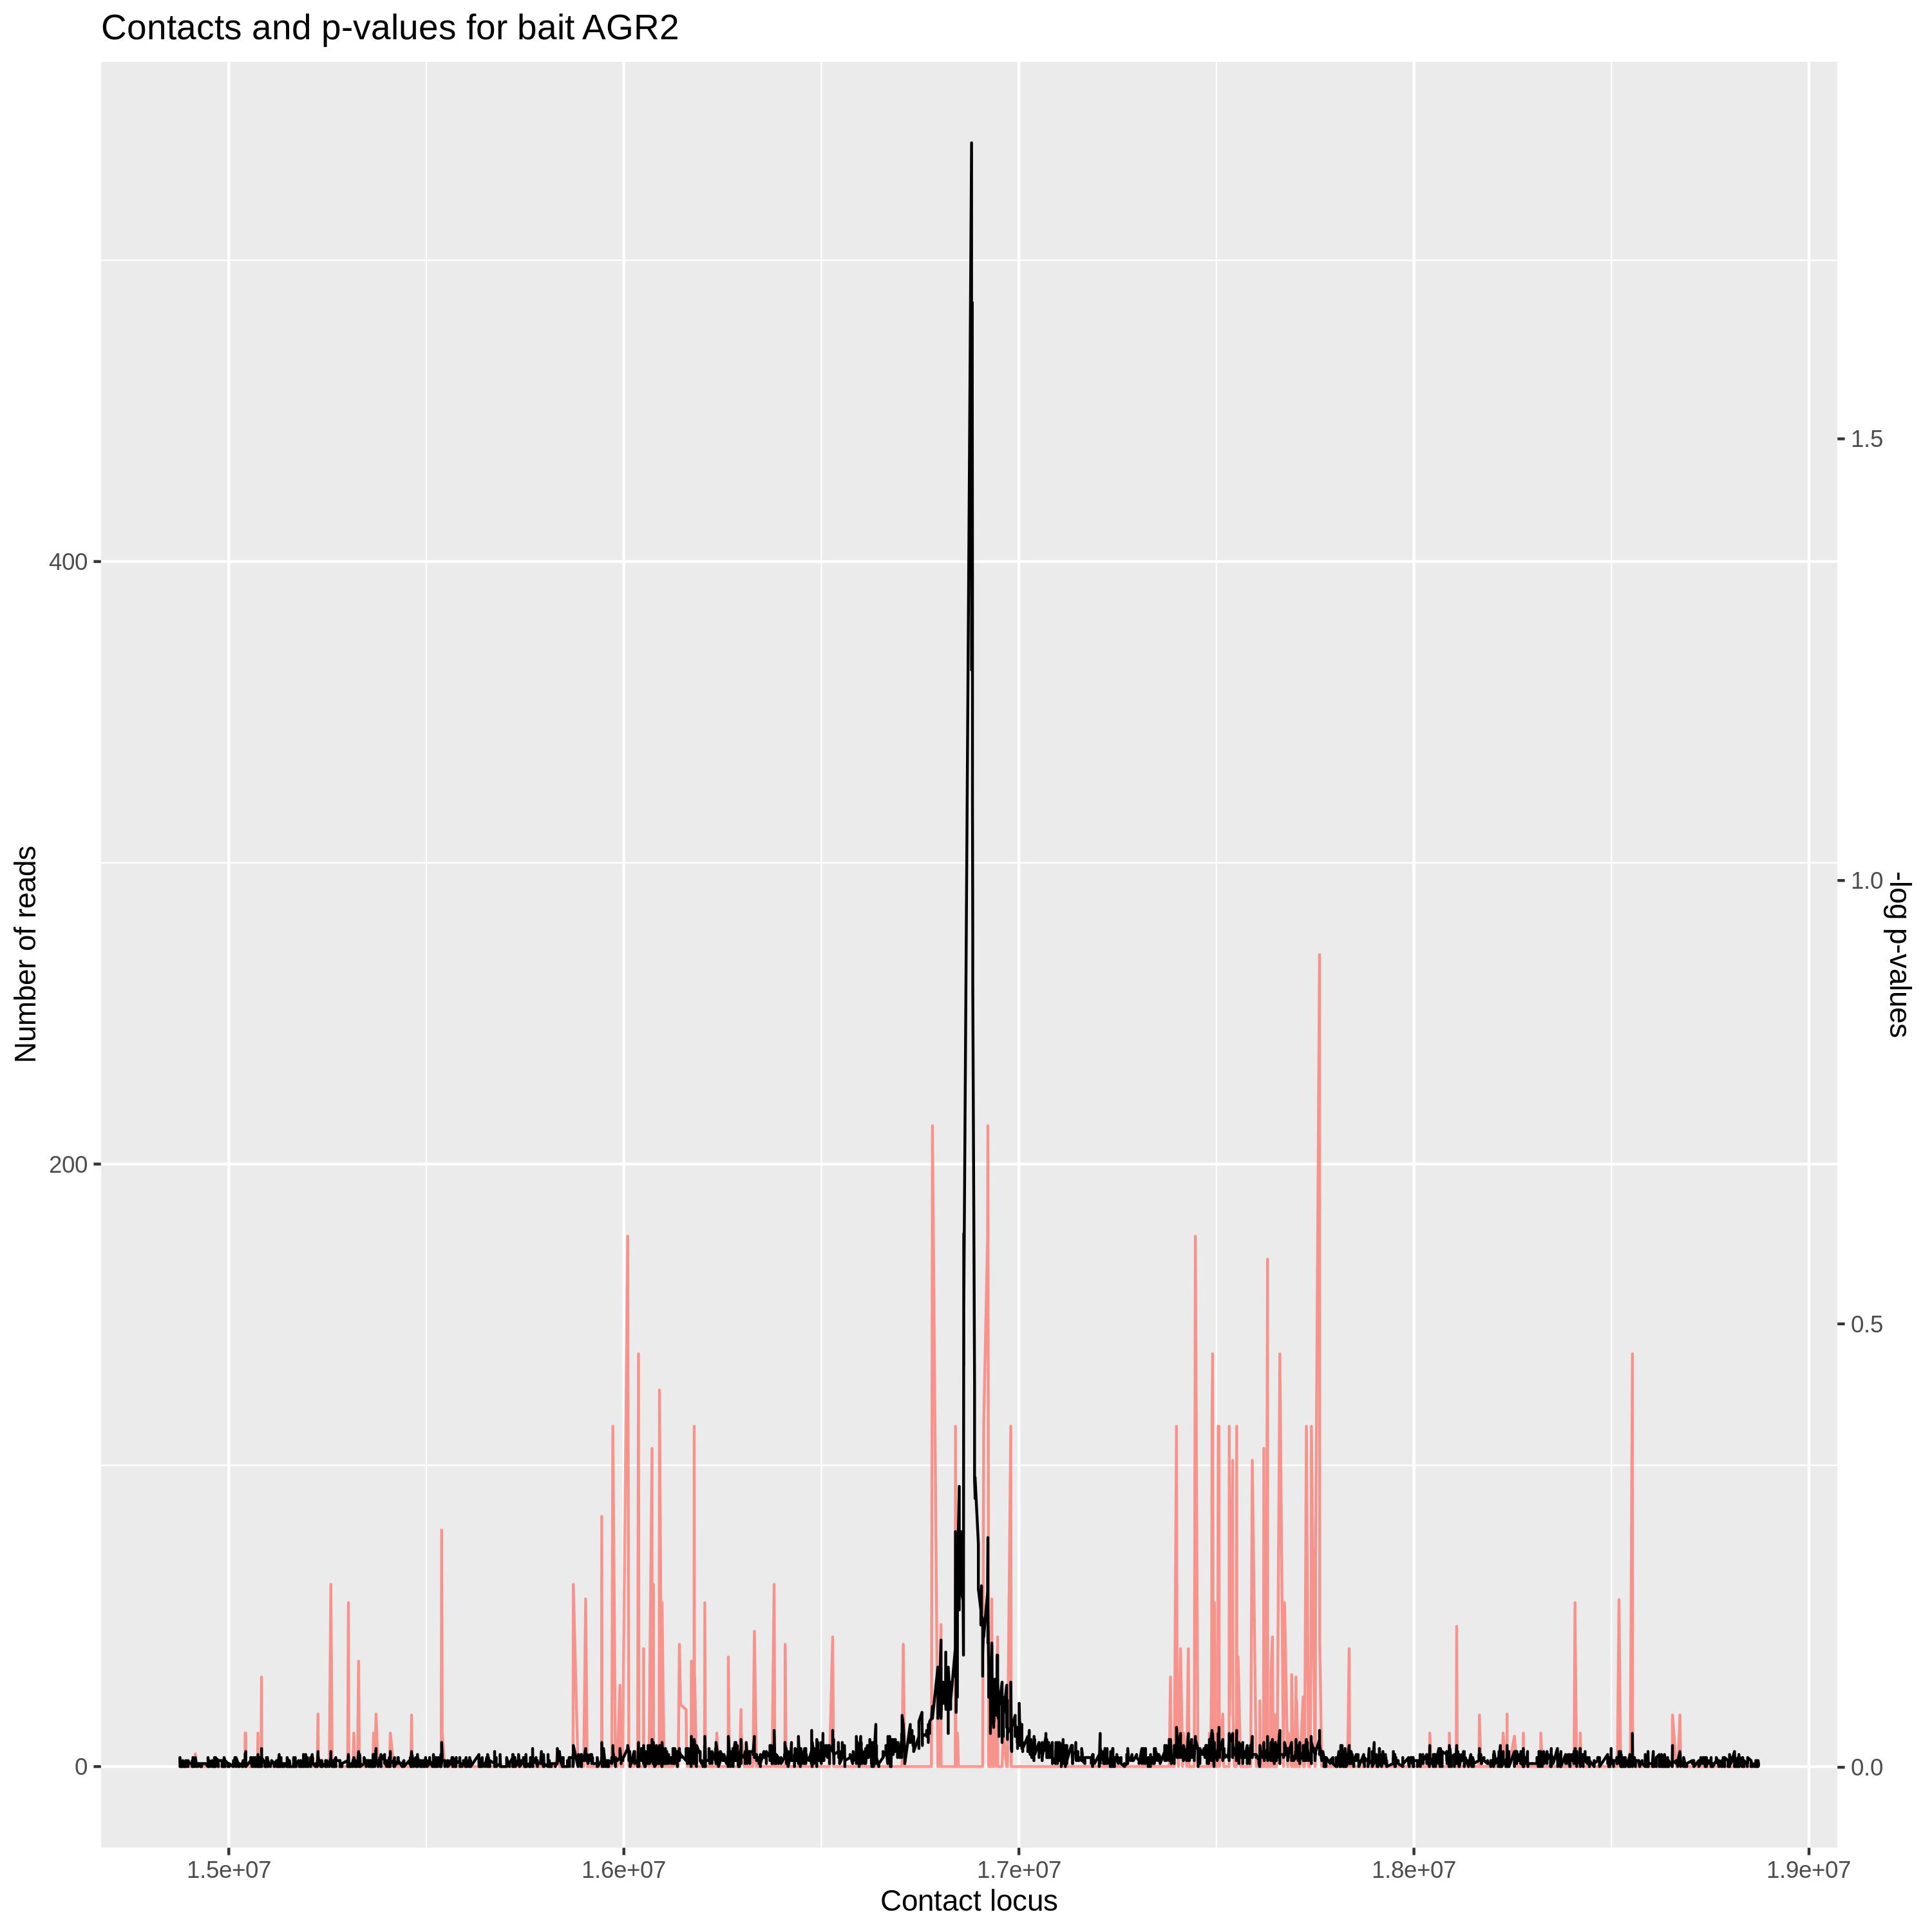 Contacts and p-values for bait AGR2
Number of reads
400
200
0
1.5
1.0
0.5
0.0
-log p-values
1.5e+07
1.6e+07
1.7e+07
1.8e+07
1.9e+07
Contact locus